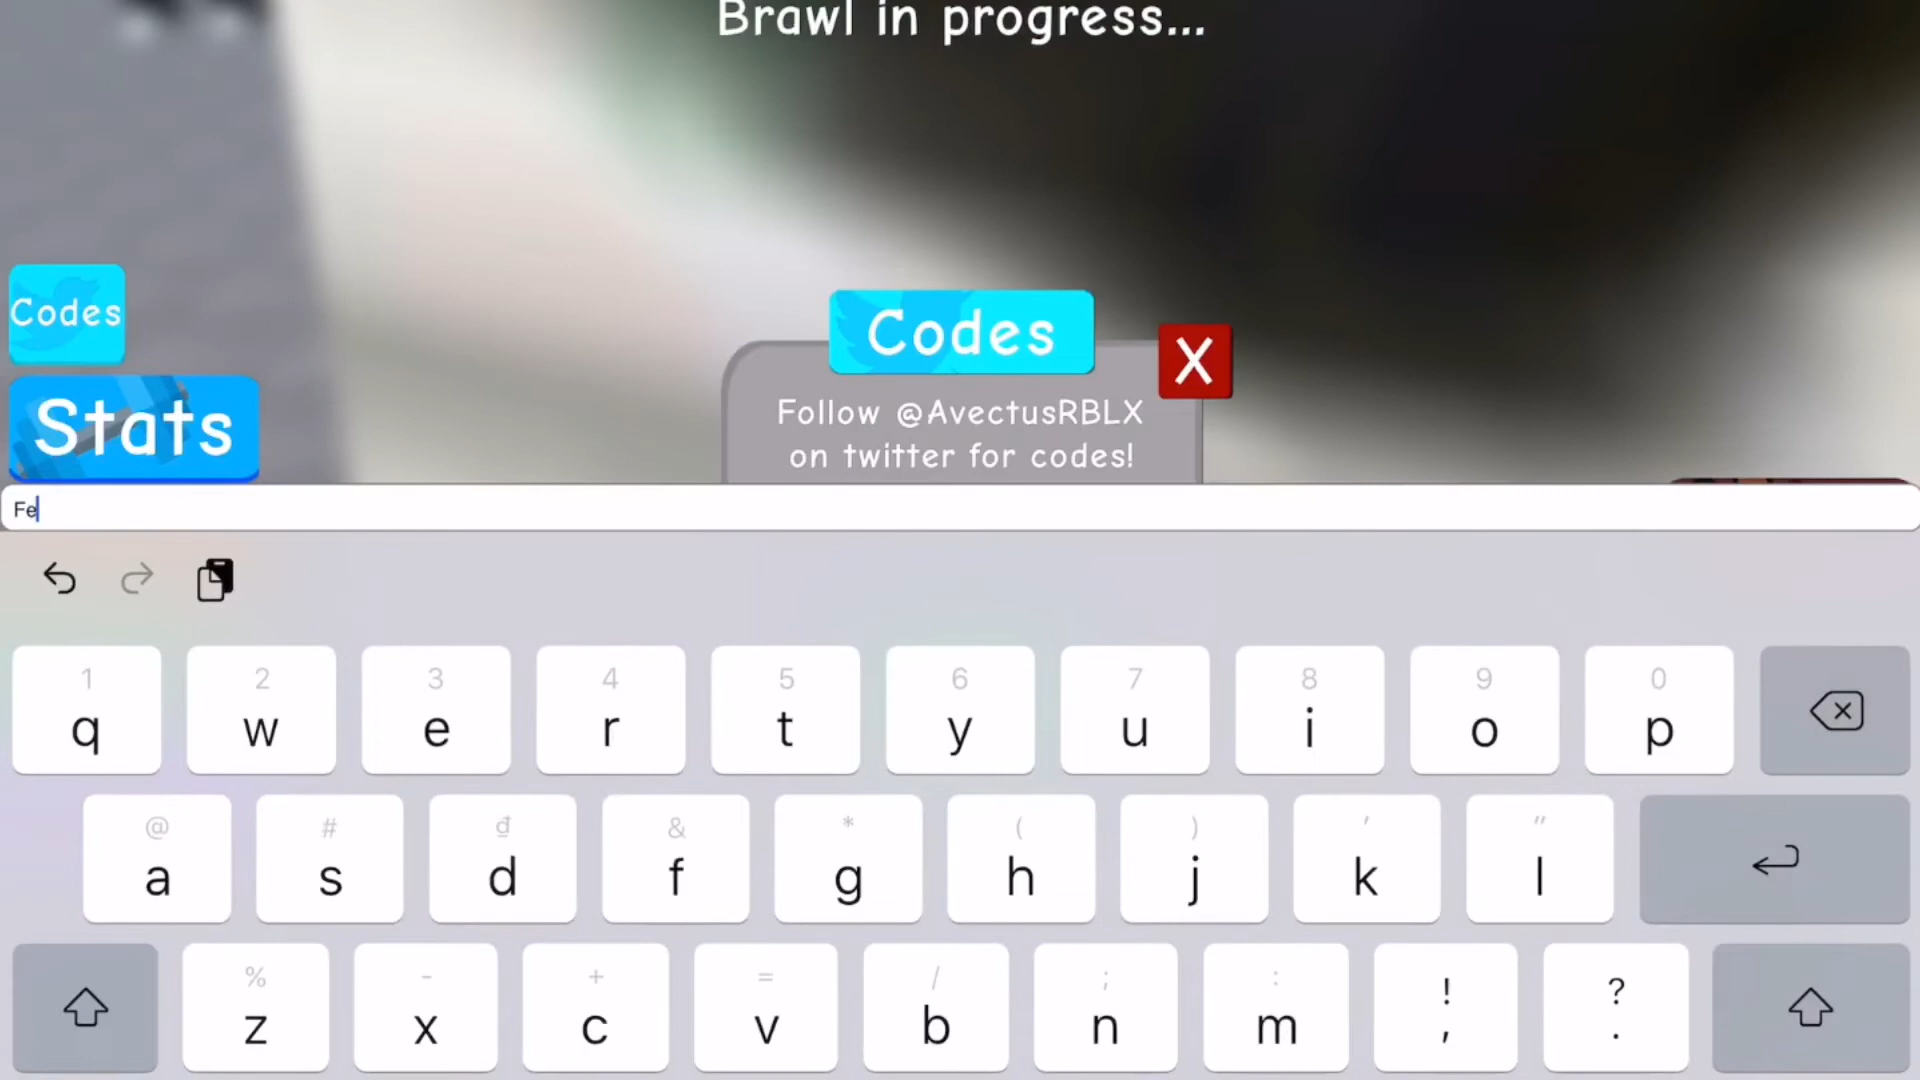 Brawl in progress...
Codes
Codes
X
Follow @AvectusRBLX
on twitter for codes!
Stats
Fe
1 2 3 4 5 6 7 8 9 0
q w e r t y u i o p
@ # đ & * ( ) ' "
a s d f g h j k l
% - + = / ; : ! ?
z x c v b n m , .